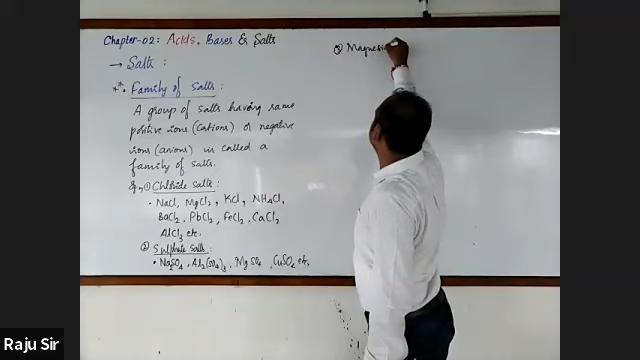 Chapter-02: Acids, Bases & Salts
→ Salts :
** • Family of Salts :
A group of salts having same
positive ions (cations) or negative
ions (anions) is called a
family of salts.
Eg, ① Chloride Salts :
• NaCl, MgCl2, KCl, NH4Cl,
BaCl2, PbCl2, FeCl2, CaCl2
AlCl3 etc.
② Sulphate Salts :
• Na2SO4, Al2(SO4)3, MgSO4, CuSO4 etc,
Magnesi
Raju Sir